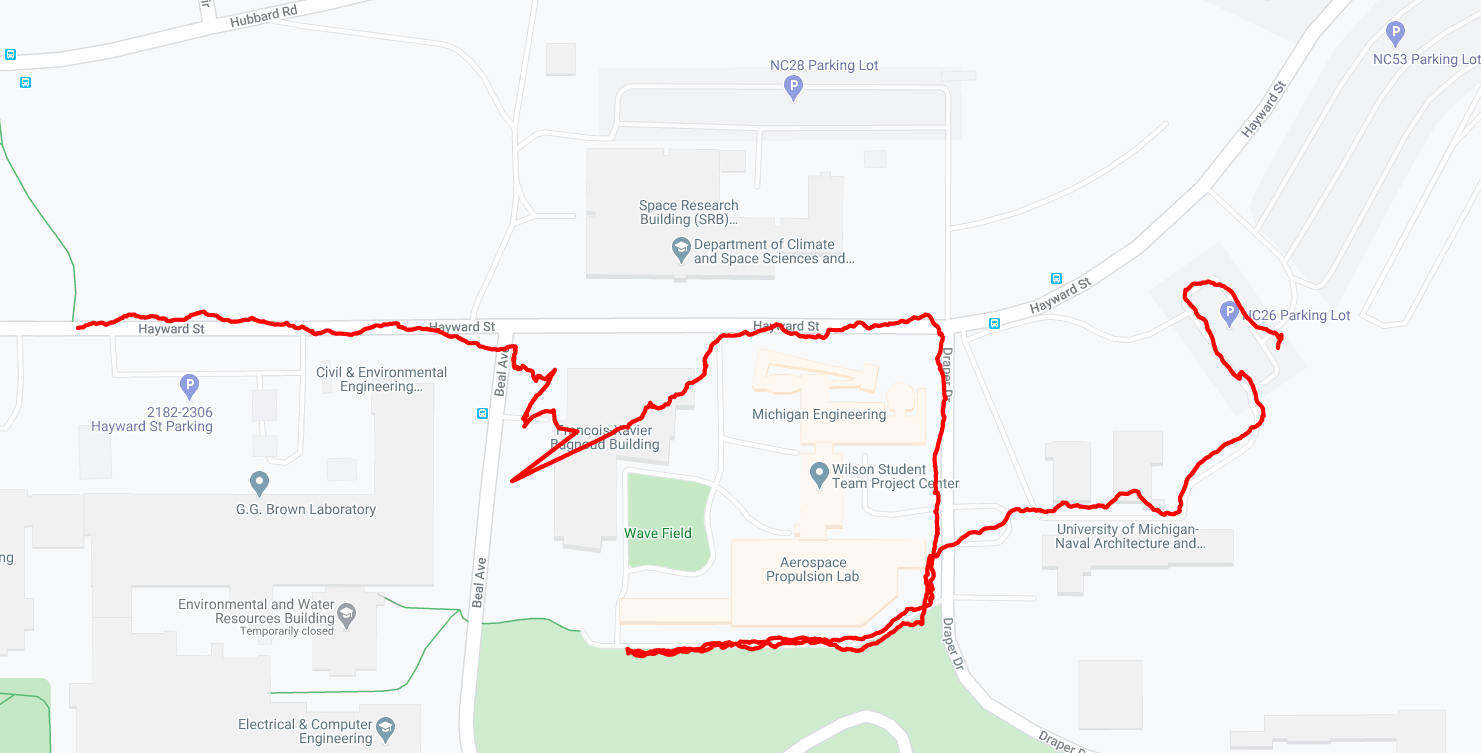 ir
Hubbard Rd
NC28 Parking Lot
NC53 Parking Lot
Hayward St
Space Research
Building (SRB)...
Department of Climate
and Space Sciences and...
Hayward St
NC26 Parking Lot
Hayward St
Hayward St
Hayward St
Beal Ave
Draper Dr
Civil & Environmental
Engineering...
2182-2306
Hayward St Parking
Michigan Engineering
Francois-Xavier
Bagnoud Building
Wilson Student
Team Project Center
G.G. Brown Laboratory
Wave Field
University of Michigan-
Naval Architecture and...
ng
Aerospace
Propulsion Lab
Beal Ave
Environmental and Water
Resources Building
Temporarily closed
Draper Dr
Electrical & Computer
Engineering
Draper D